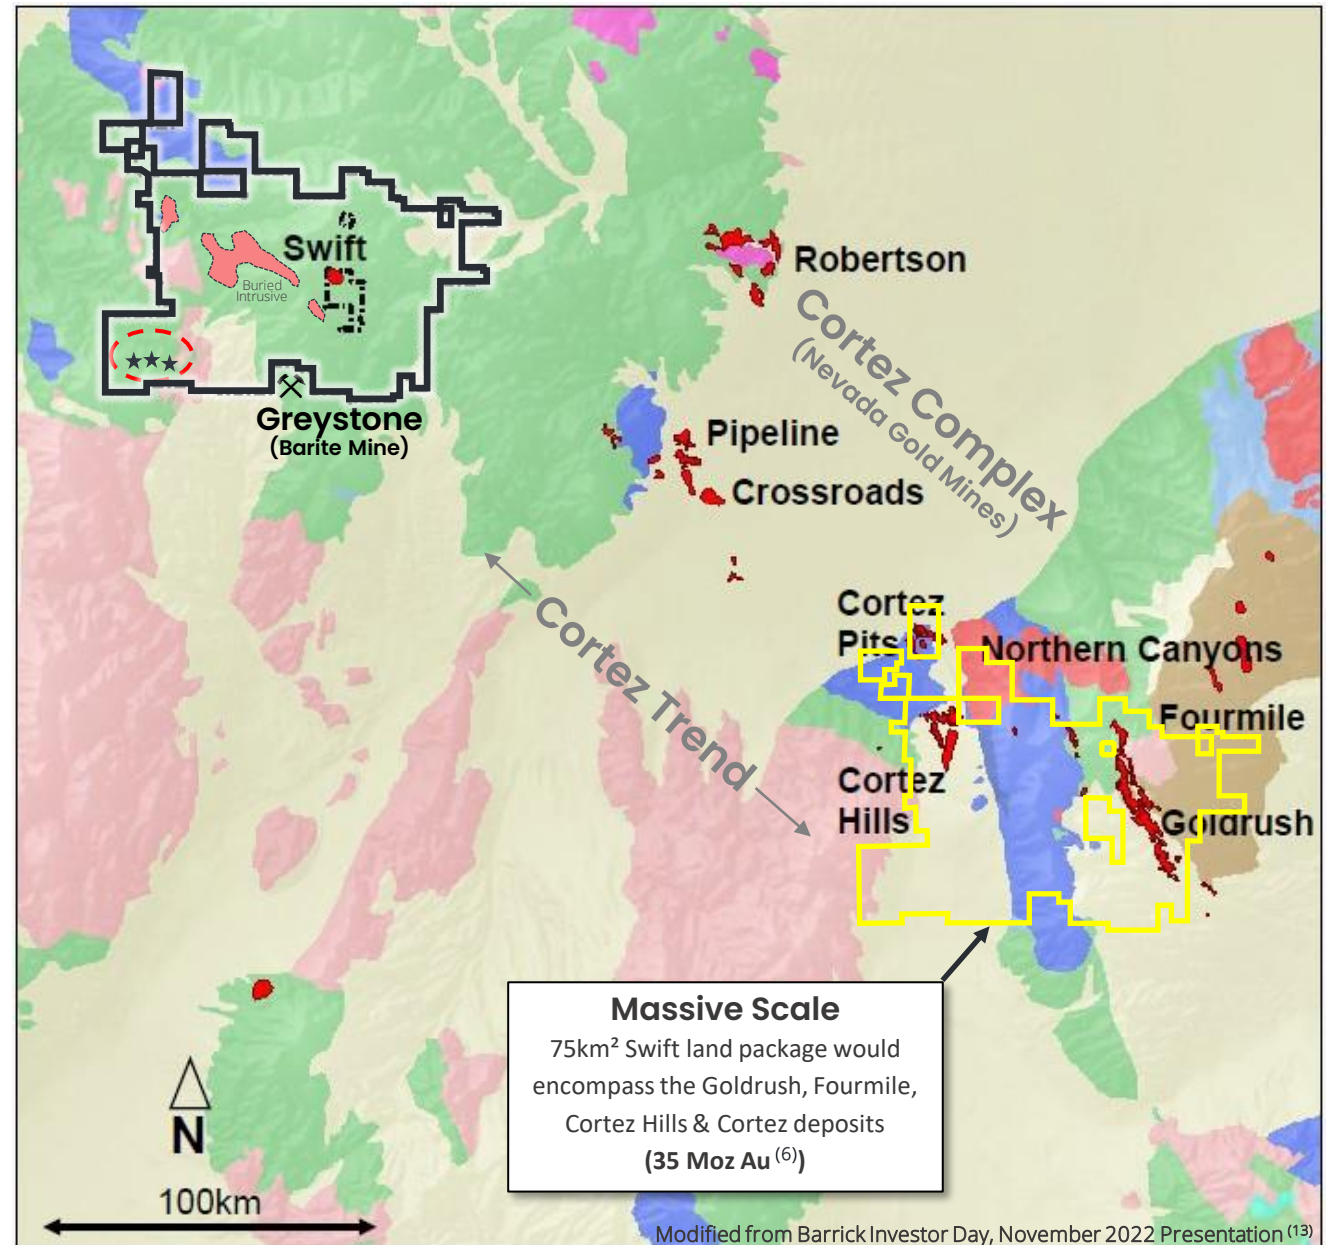 Swift
Buried
Intrusive
Greystone
(Barite Mine)
Robertson
Cortez Complex
(Nevada Gold Mines)
Pipeline
Crossroads
Cortez Trend
Cortez
Pits
Northern Canyons
Fourmile
Cortez
Hills
Goldrush
Massive Scale
75km² Swift land package would
encompass the Goldrush, Fourmile,
Cortez Hills & Cortez deposits
(35 Moz Au (6))
N
100km
Modified from Barrick Investor Day, November 2022 Presentation (13)